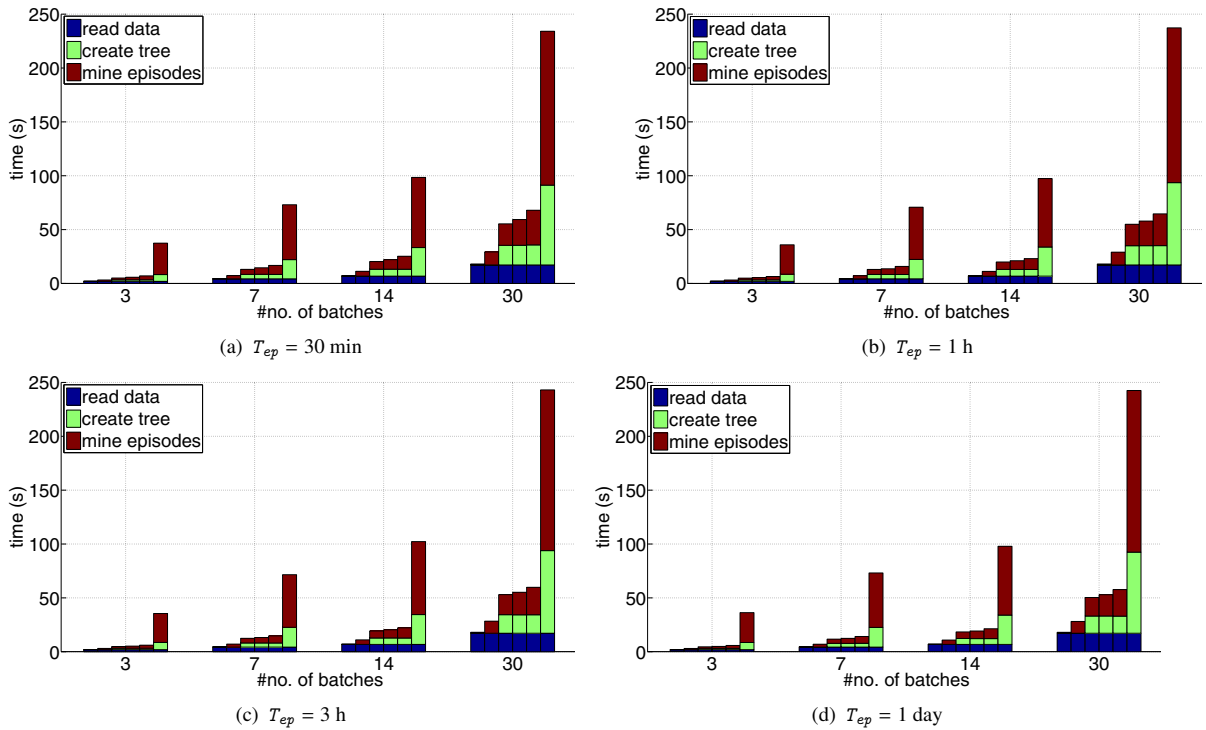 250
200
150
100
50
0
time (s)
read data
create tree
mine episodes
3 7 14 30
#no. of batches
(a) Tep = 30 min
250
200
150
100
50
0
time (s)
read data
create tree
mine episodes
3 7 14 30
#no. of batches
(b) Tep = 1 h
250
200
150
100
50
0
time (s)
read data
create tree
mine episodes
3 7 14 30
#no. of batches
(c) Tep = 3 h
250
200
150
100
50
0
time (s)
read data
create tree
mine episodes
3 7 14 30
#no. of batches
(d) Tep = 1 day